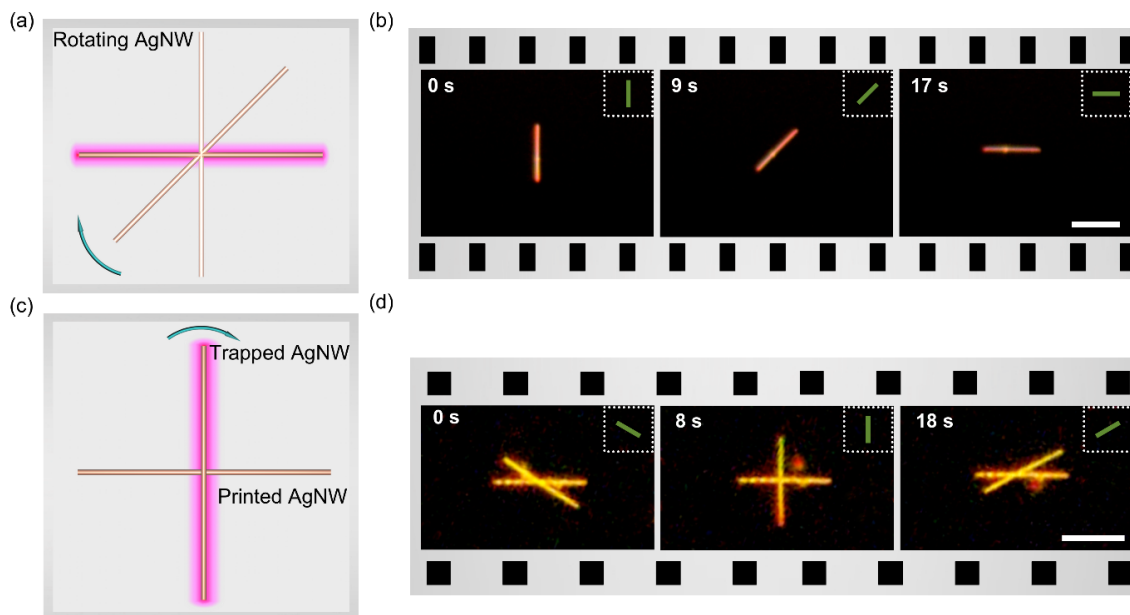 (a)
Rotating AgNW
(b)
0 s
9 s
17 s
(c)
Trapped AgNW
Printed AgNW
(d)
0 s
8 s
18 s